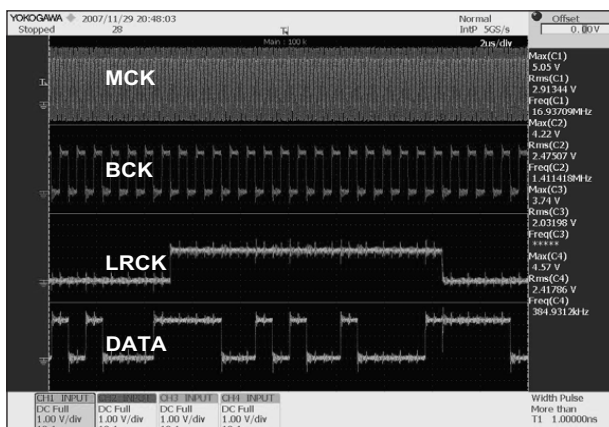 YOKOGAWA 2007/11/29 20:48:03
Stopped 28
Normal
IntP 5GS/s
2us/div
Main : 100 k
Offset
0.00V
MCK
BCK
LRCK
DATA
Max(C1)
5.05 V
Rms(C1)
2.91344 V
Freq(C1)
16.93709MHz
Max(C2)
4.22 V
Rms(C2)
2.47507 V
Freq(C2)
1.411418MHz
Max(C3)
3.74 V
Rms(C3)
2.03198 V
Freq(C3)
*****
Max(C4)
4.57 V
Rms(C4)
2.41786 V
Freq(C4)
384.9312kHz
CH1 INPUT
DC Full
1.00 V/div
CH2 INPUT
DC Full
1.00 V/div
CH3 INPUT
DC Full
1.00 V/div
CH4 INPUT
DC Full
1.00 V/div
Width Pulse
More than
T1 1.00000ns